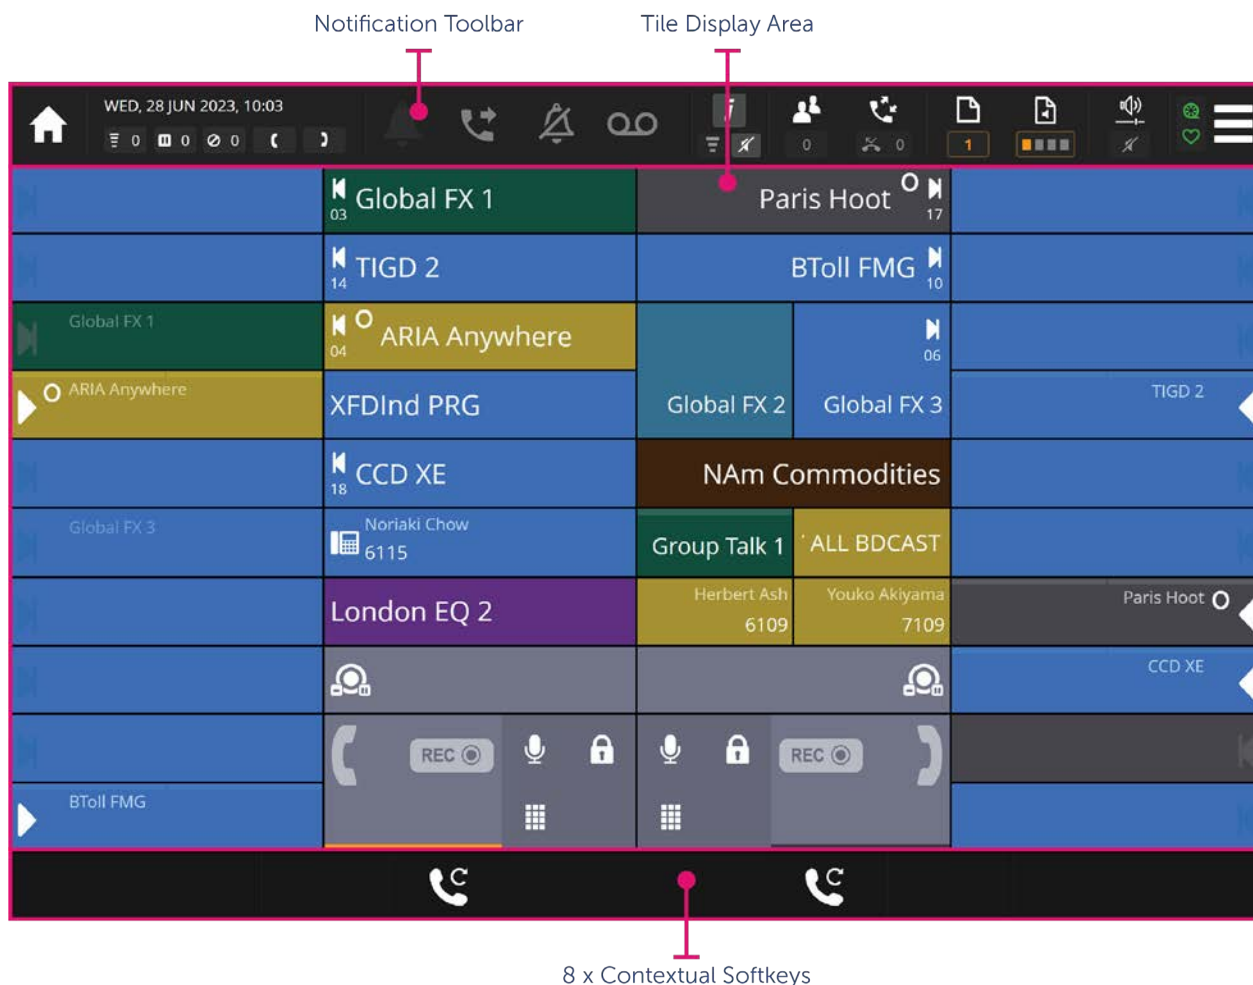 Notification Toolbar
Tile Display Area
WED, 28 JUN 2023, 10:03
0 0 0
0
0
1
03 Global FX 1
Paris Hoot 17
14 TIGD 2
BToll FMG 10
Global FX 1
04 ARIA Anywhere
06
ARIA Anywhere
XFDInd PRG
Global FX 2
Global FX 3
TIGD 2
18 CCD XE
NAm Commodities
Global FX 3
Noriaki Chow
6115
Group Talk 1
ALL BDCAST
London EQ 2
Herbert Ash
6109
Youko Akiyama
7109
Paris Hoot
CCD XE
REC
REC
BToll FMG
8 x Contextual Softkeys